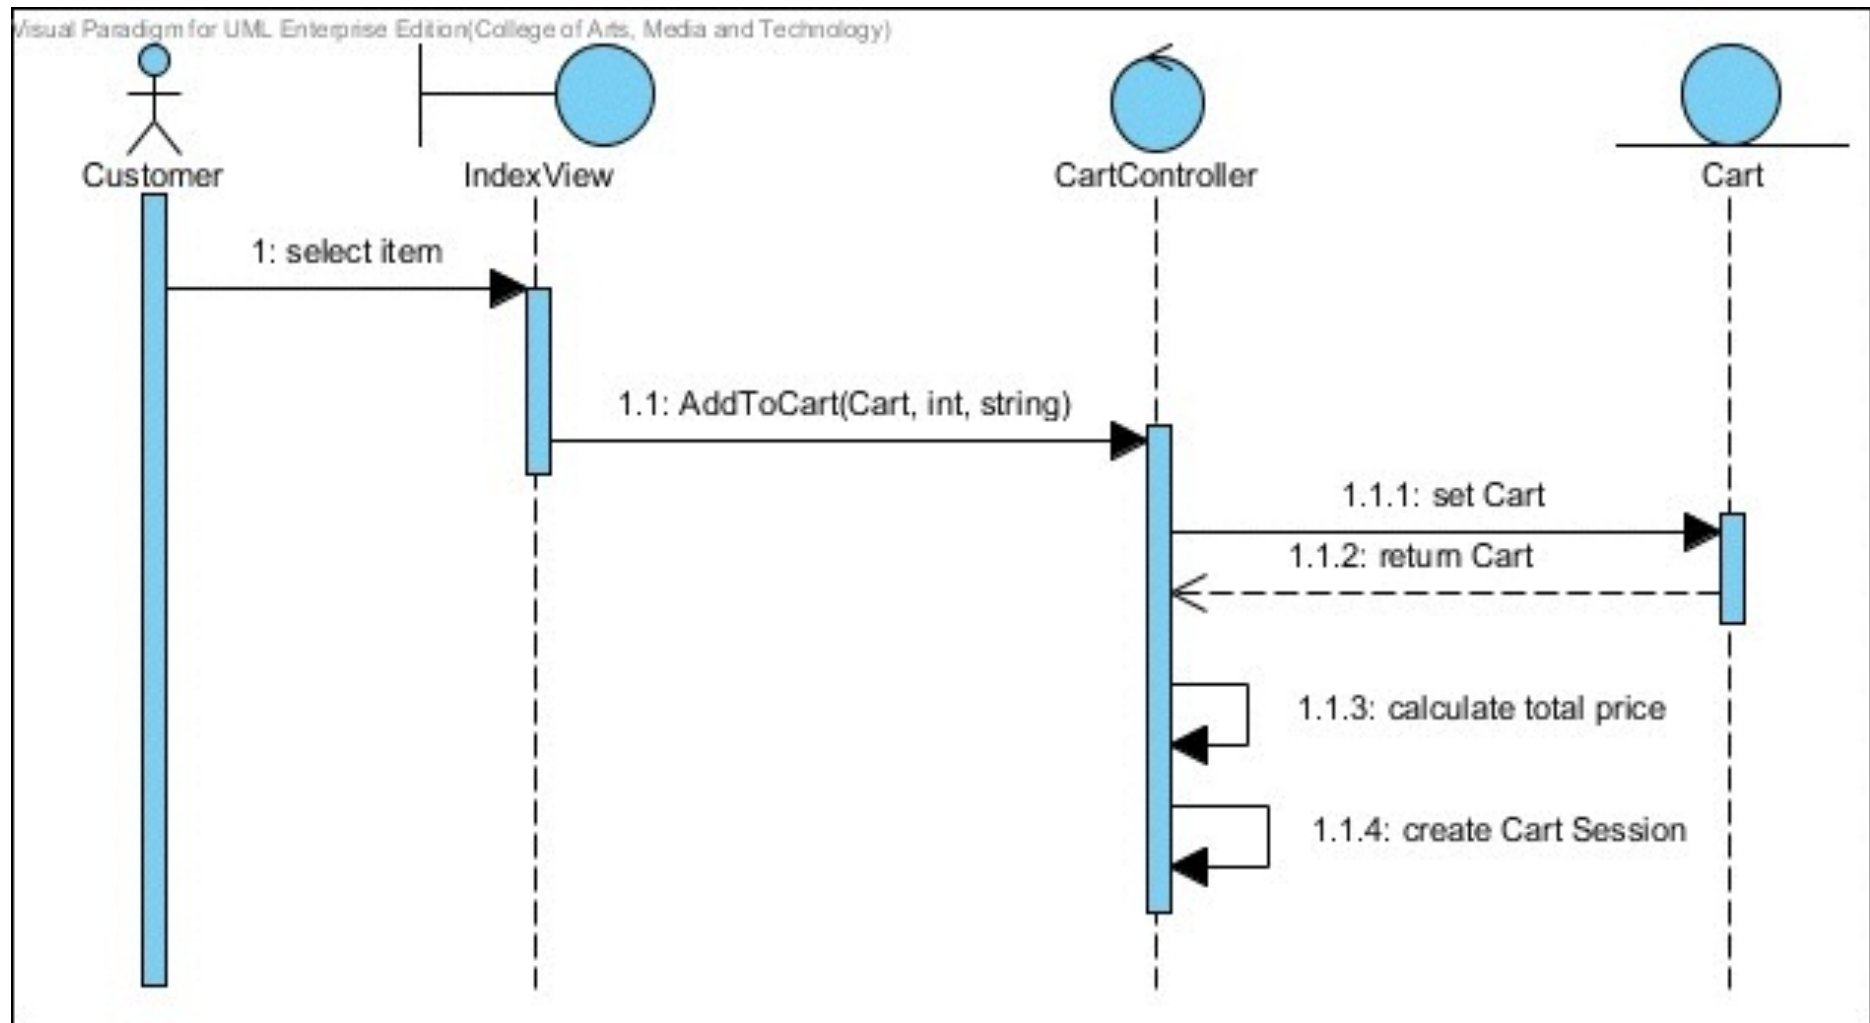 Visual Paradigm for UML Enterprise Edition(College of Arts, Media and Technology)
Customer
IndexView
CartController
Cart
1: select item
1.1: AddToCart(Cart, int, string)
1.1.1: set Cart
1.1.2: return Cart
1.1.3: calculate total price
1.1.4: create Cart Session